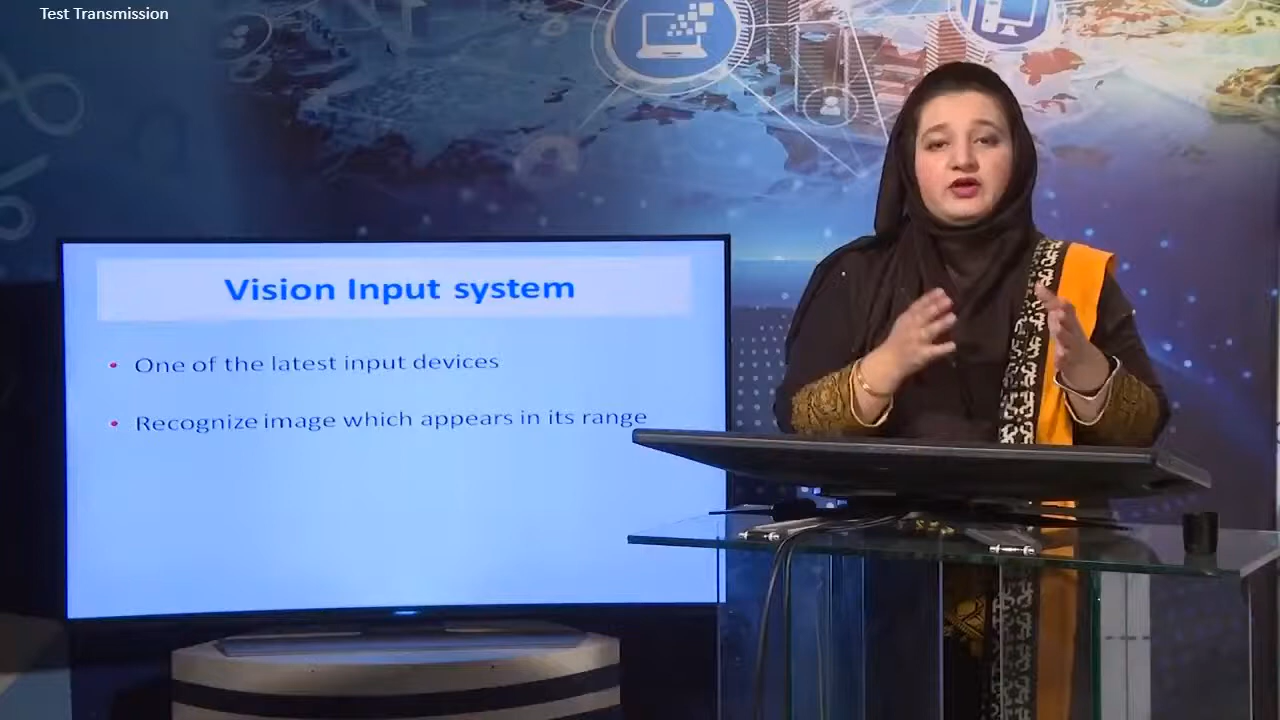 Test Transmission
Vision Input system
• One of the latest input devices
• Recognize image which appears in its range